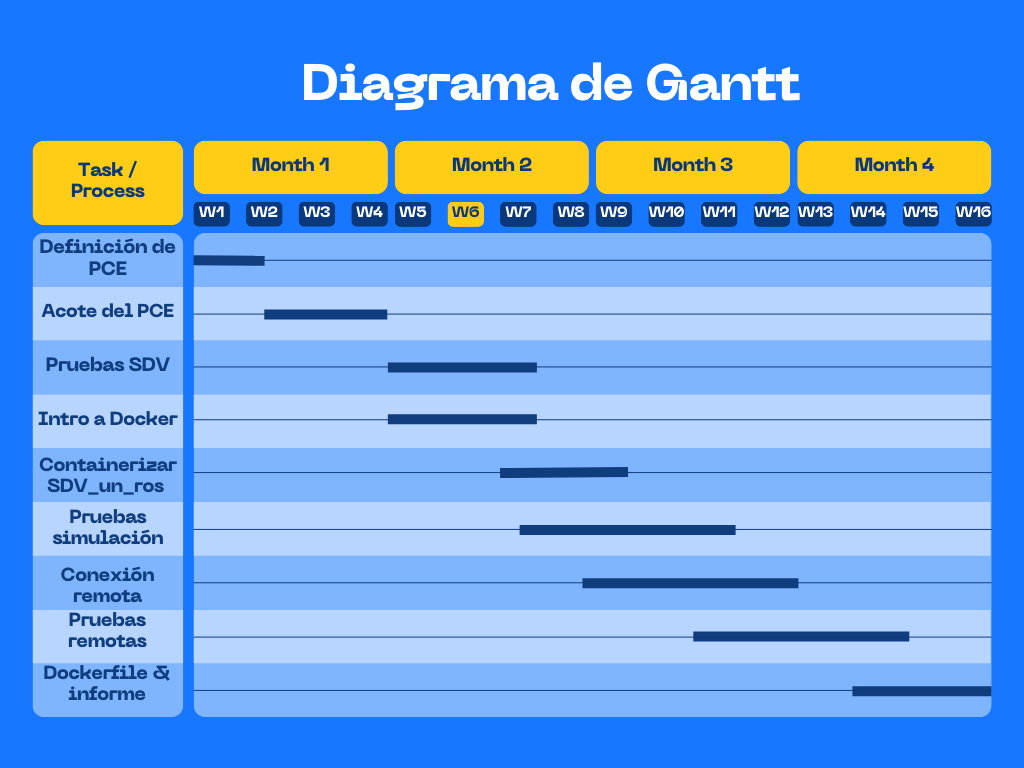 Diagrama de Gantt
Task /
Process
Month 1
Month 2
Month 3
Month 4
W1 W2 W3 W4 W5 W6 W7 W8 W9 W10 W11 W12 W13 W14 W15 W16
Definición de
PCE
Acote del PCE
Pruebas SDV
Intro a Docker
Containerizar
SDV_un_ros
Pruebas
simulación
Conexión
remota
Pruebas
remotas
Dockerfile &
informe